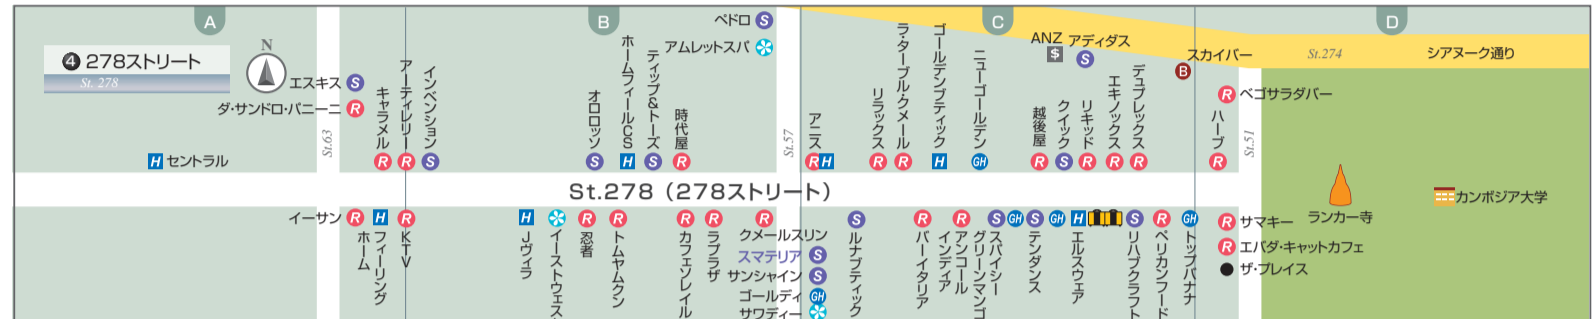 A
B
C
D
4 278ストリート
St. 278
N
エスキス S
ダ・サンドロ・パニーニ R
H セントラル
St.63
キャラメル R
アーティレリー R
インベンション S
オロロッソ S
ホームフィールCS H
ティップ&トーズ S
時代屋 R
ペドロ S
アムレットスパ
St.57
アニス R H
リラックス R
ラ・ターブル・クメール R
ゴールデンブティック H
ニューゴールデン GH
ANZ $
アディダス S
越後屋 R
クイック S
リキッド R
エキノックス R
デュプレックス R
スカイバー B
R ベゴサラダバー
ハーブ R
St.51
St.274
シアヌーク通り
St.278（278ストリート）
イーサン R
H ホームフィーリング
R KTV
H Jヴィラ
イーストウェス
R 忍者
R トムヤムクン
R カフェソレイル
R ラプラザ
R クメールスリン
スマテリア S
サンシャイン S
ゴールディ GH
サワディー
S ルナブティック
R バーイタリア
R アンコールインディア
S スパイシーグリーンマンゴ
GH
S テンダンス
GH
H エルスウェア
S リハブクラフト
R ペリカンフード
GH トップバナナ
R サマキー
R エバダ・キャットカフェ
ザ・プレイス
ランカー寺
カンボジア大学